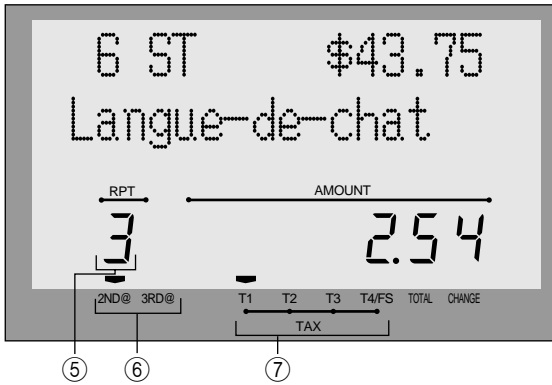 6 ST $43.75
Langue-de-chat
RPT AMOUNT
3 2.54
2ND@ 3RD@ T1 T2 T3 T4/FS TOTAL CHANGE
TAX
⑤ ⑥ ⑦